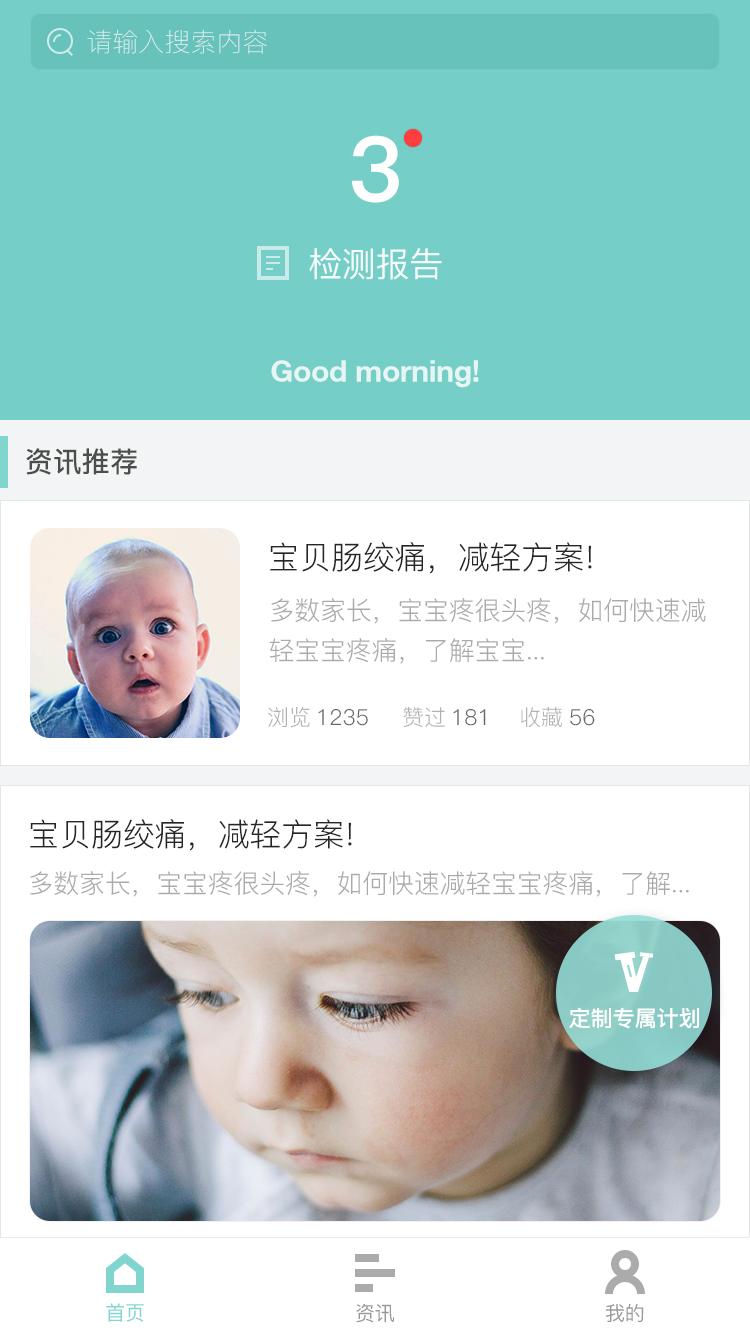 请输入搜索内容
3
检测报告
Good morning!
资讯推荐
宝贝肠绞痛，减轻方案!
多数家长，宝宝疼很头疼，如何快速减
轻宝宝疼痛，了解宝宝...
浏览 1235 赞过 181 收藏 56
宝贝肠绞痛，减轻方案!
多数家长，宝宝疼很头疼，如何快速减轻宝宝疼痛，了解...
V
定制专属计划
首页 资讯 我的